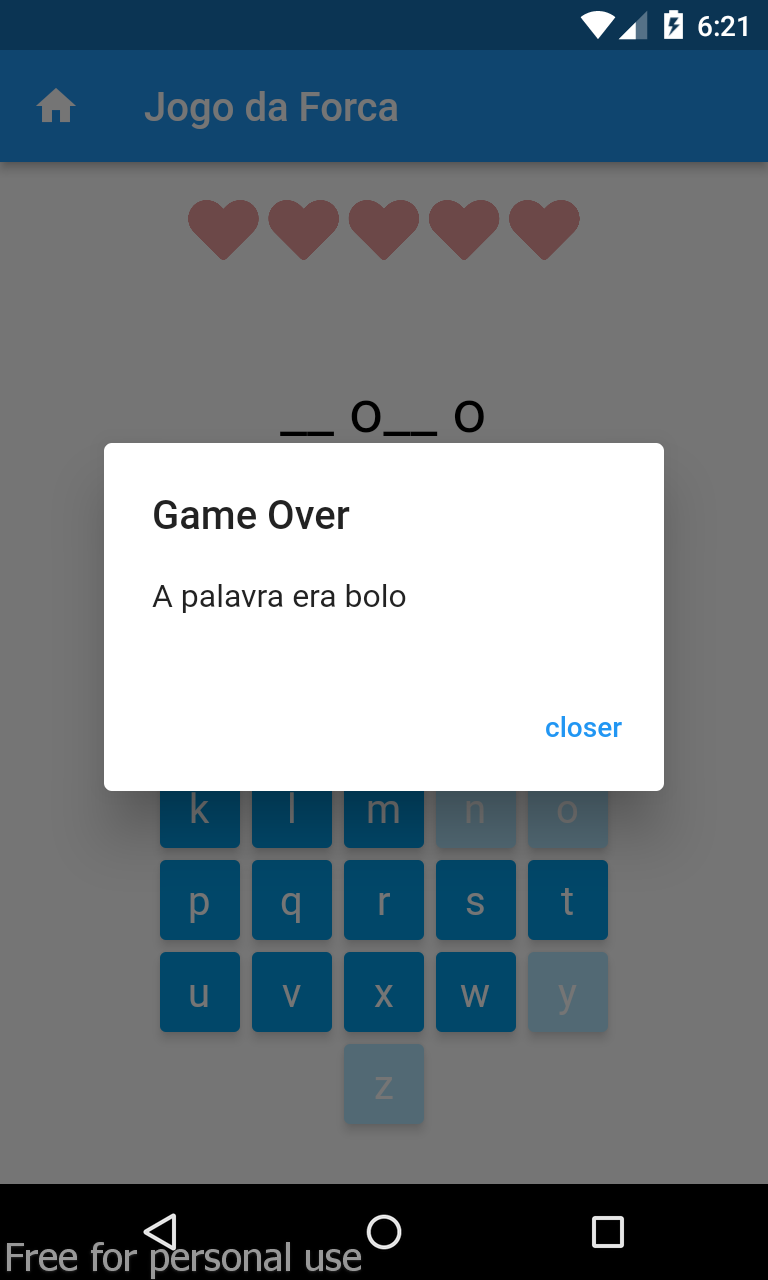 6:21
Jogo da Forca
__ o__ o
Game Over
A palavra era bolo
closer
k l m n o
p q r s t
u v x w y
z
Free for personal use